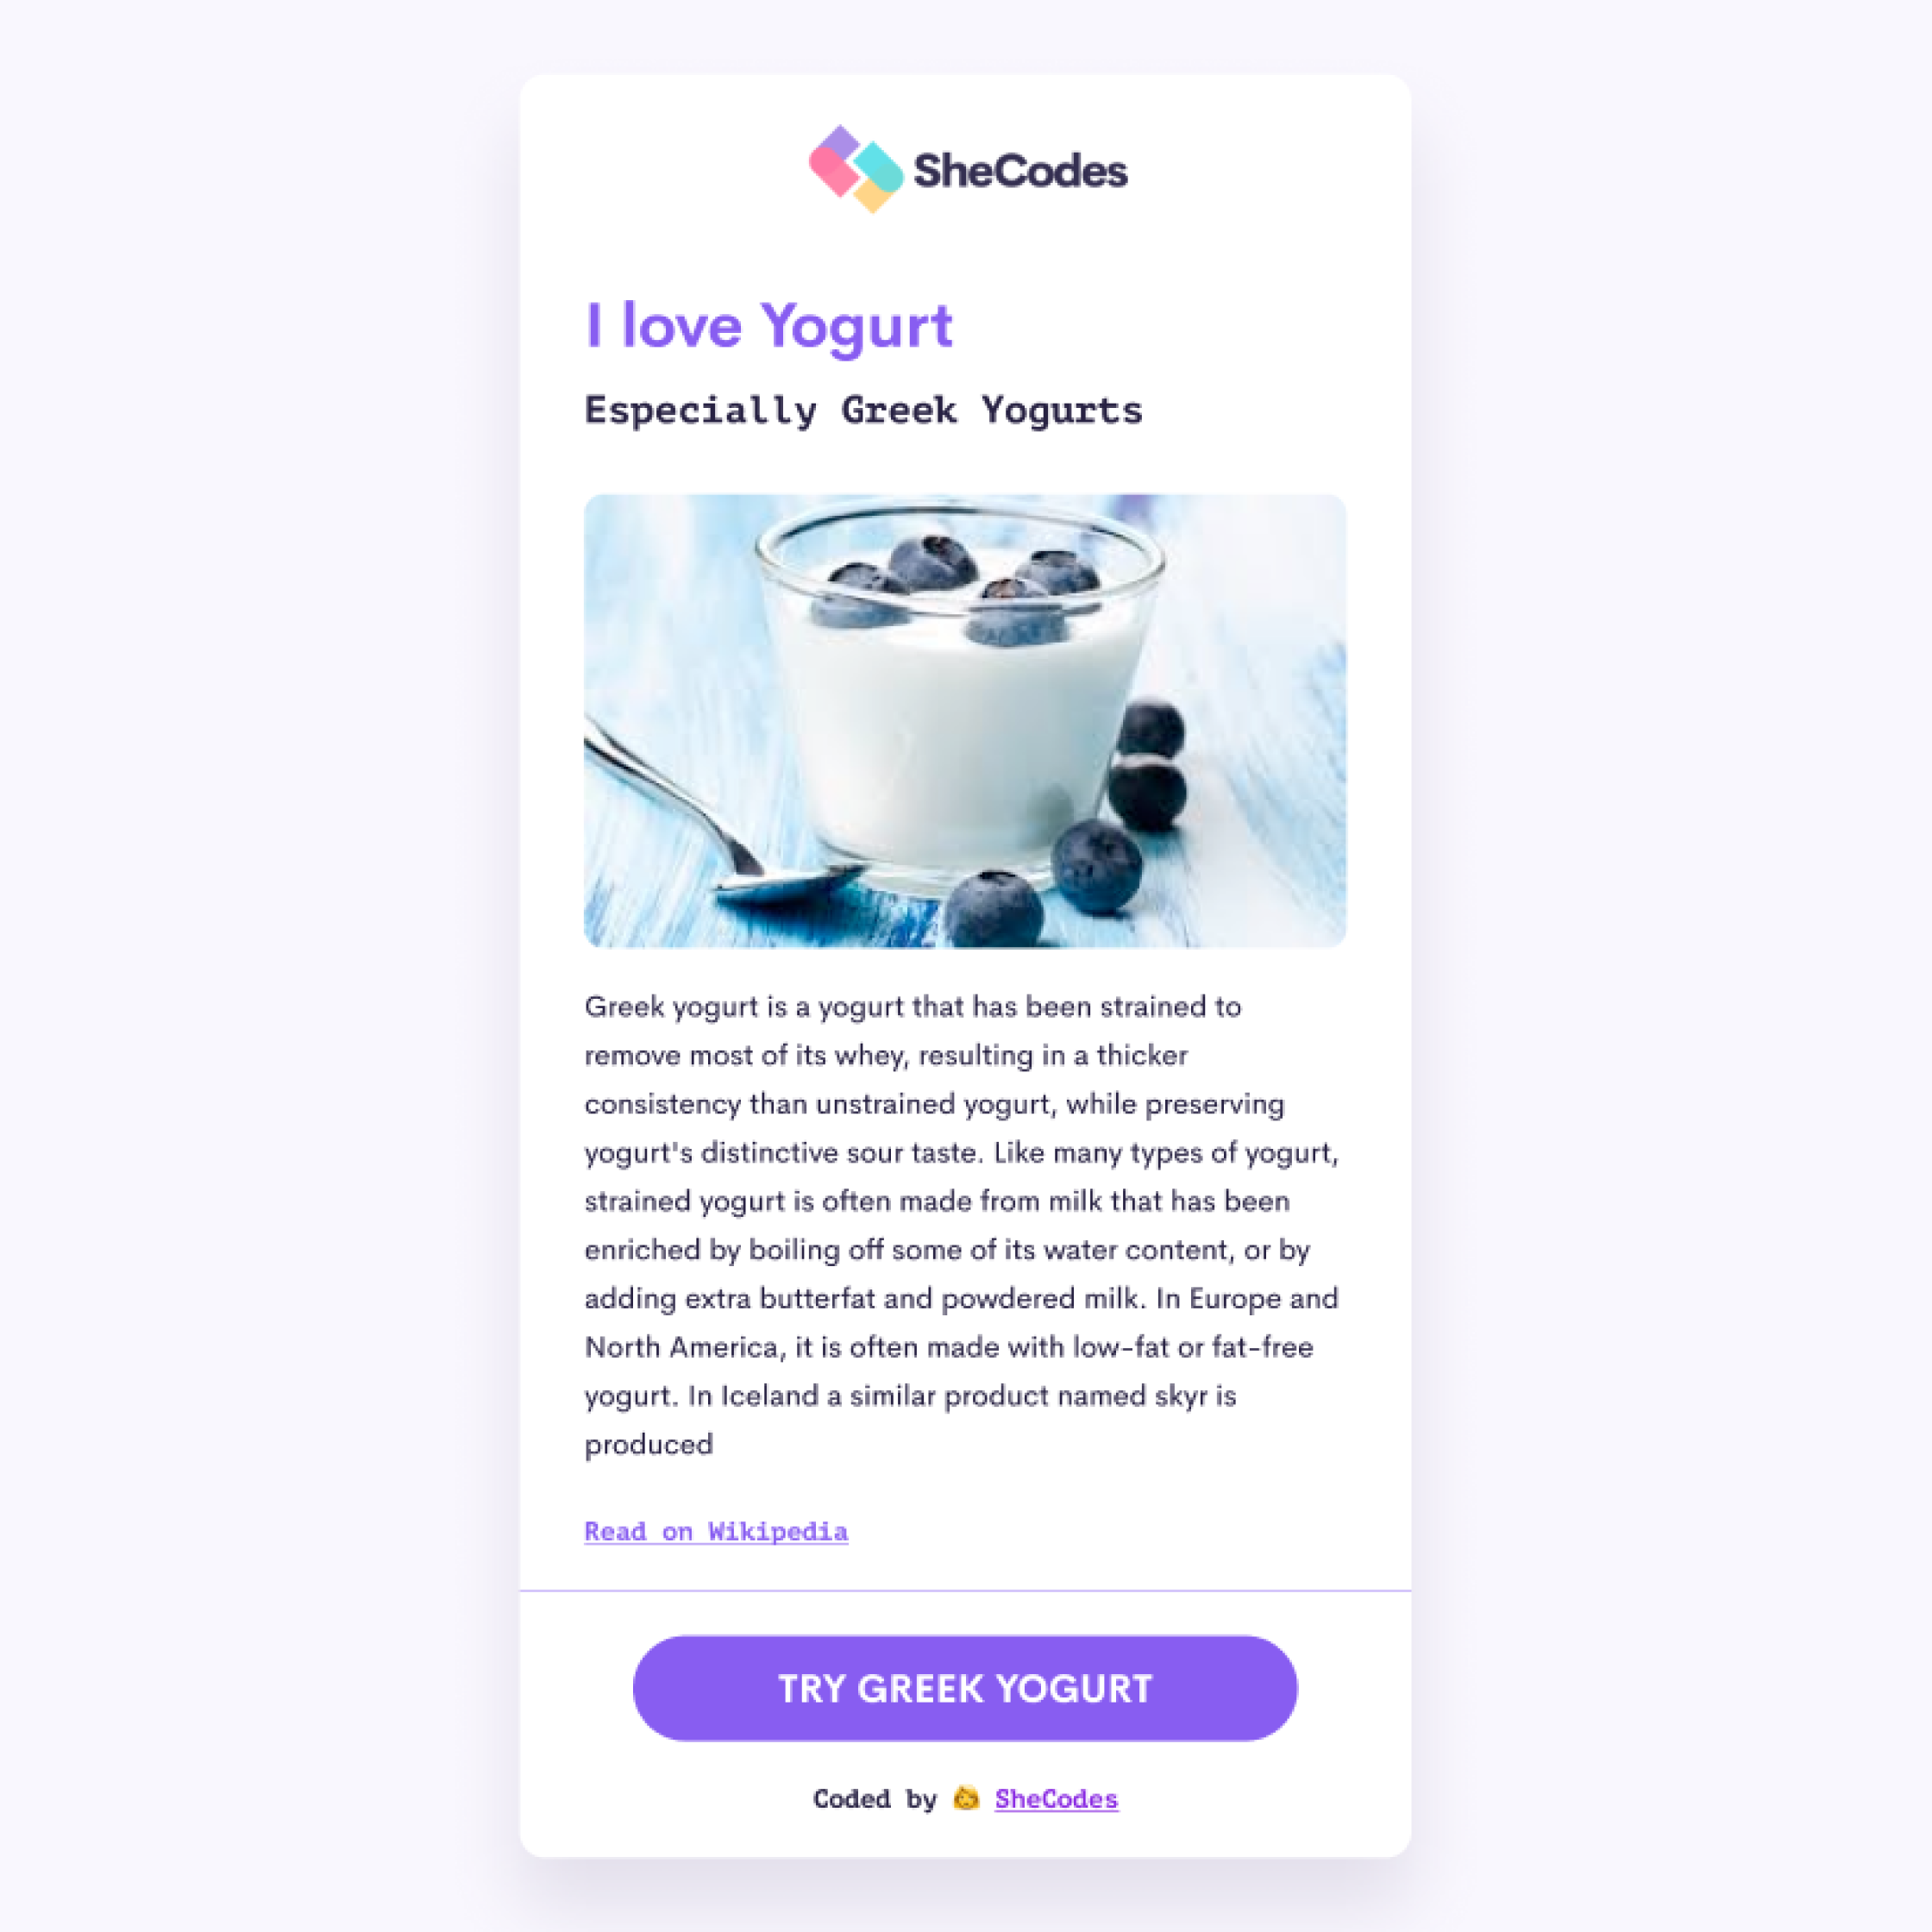 SheCodes
I love Yogurt
Especially Greek Yogurts
Greek yogurt is a yogurt that has been strained to
remove most of its whey, resulting in a thicker
consistency than unstrained yogurt, while preserving
yogurt's distinctive sour taste. Like many types of yogurt,
strained yogurt is often made from milk that has been
enriched by boiling off some of its water content, or by
adding extra butterfat and powdered milk. In Europe and
North America, it is often made with low-fat or fat-free
yogurt. In Iceland a similar product named skyr is
produced
Read on Wikipedia
TRY GREEK YOGURT
Coded by 👩 SheCodes